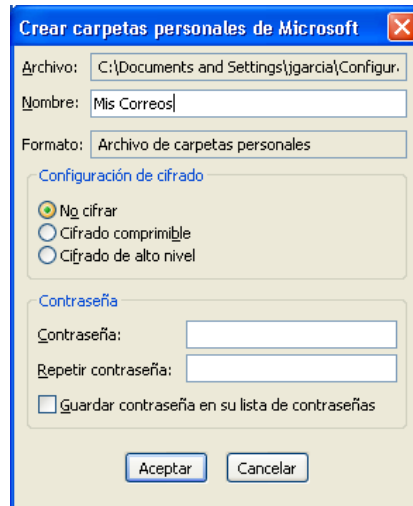 Crear carpetas personales de Microsoft
Archivo: C:\Documents and Settings\jgarcia\Configur
Nombre: Mis Correos
Formato: Archivo de carpetas personales
Configuración de cifrado
No cifrar
Cifrado comprimible
Cifrado de alto nivel
Contraseña
Contraseña:
Repetir contraseña:
Guardar contraseña en su lista de contraseñas
Aceptar Cancelar